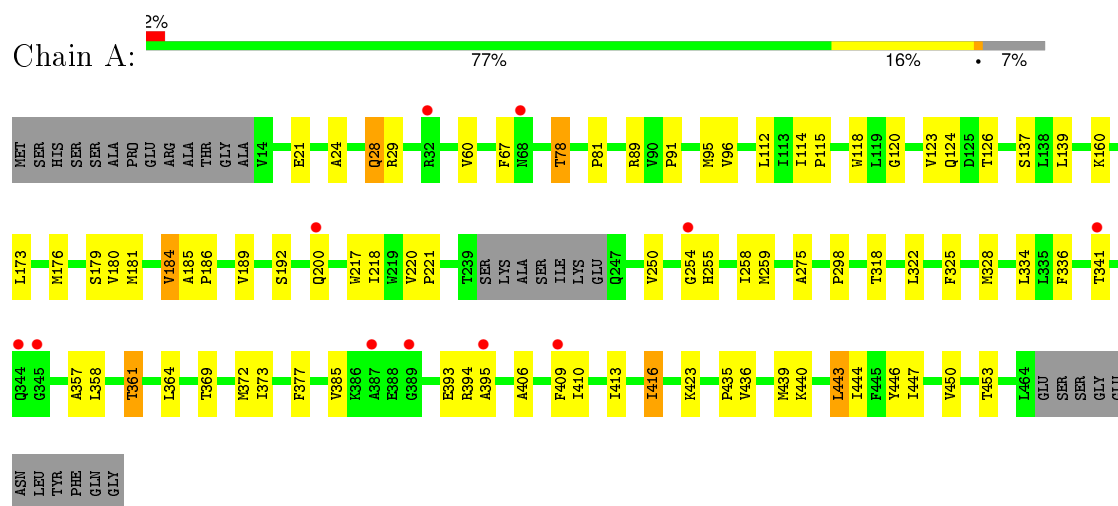 2%
Chain A:
77% 16% • 7%
MET SER HIS SER SER ALA PRO GLU ARG ALA THR GLY ALA V14 E21 A24 Q28 R29 R32 V60 F67 N68 T78 P81 R89 V90 P91 M95 V96 L112 I113 I114 P115 W118 L119 G120 V123 Q124 D125 T126 S137 L138 L139 K160
L173 M176 S179 V180 M181 V184 A185 P186 V189 S192 Q200 W217 I218 W219 V220 P221 T239 SER LYS ALA SER ILE LYS GLU Q247 V250 G254 H255 I258 M259 A275 P298 T318 L322 F325 M328 L334 L335 F336 T341
Q344 G345 A357 L358 T361 L364 T369 M372 I373 F377 V385 K386 A387 E388 G389 E393 R394 A395 A406 F409 I410 I413 I416 K423 P435 V436 M439 K440 L443 I444 F445 Y446 I447 V450 T453 L464 GLU SER SER GLY GLU
ASN LEU TYR PHE GLN GLY